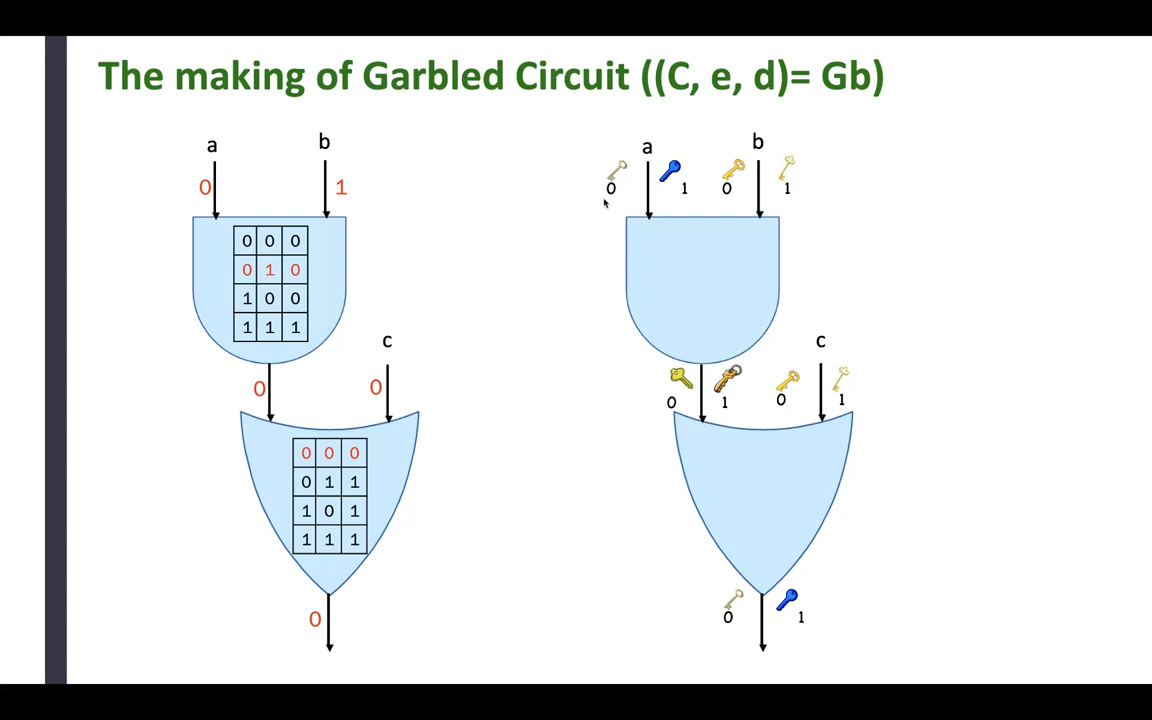 The making of Garbled Circuit ((C, e, d)= Gb)
a b
0 1
0 0 0
0 1 0
1 0 0
1 1 1
c
0 0
0 0 0
0 1 1
1 0 1
1 1 1
0
a b
0 1 0 1
c
0 1 0 1
0 1